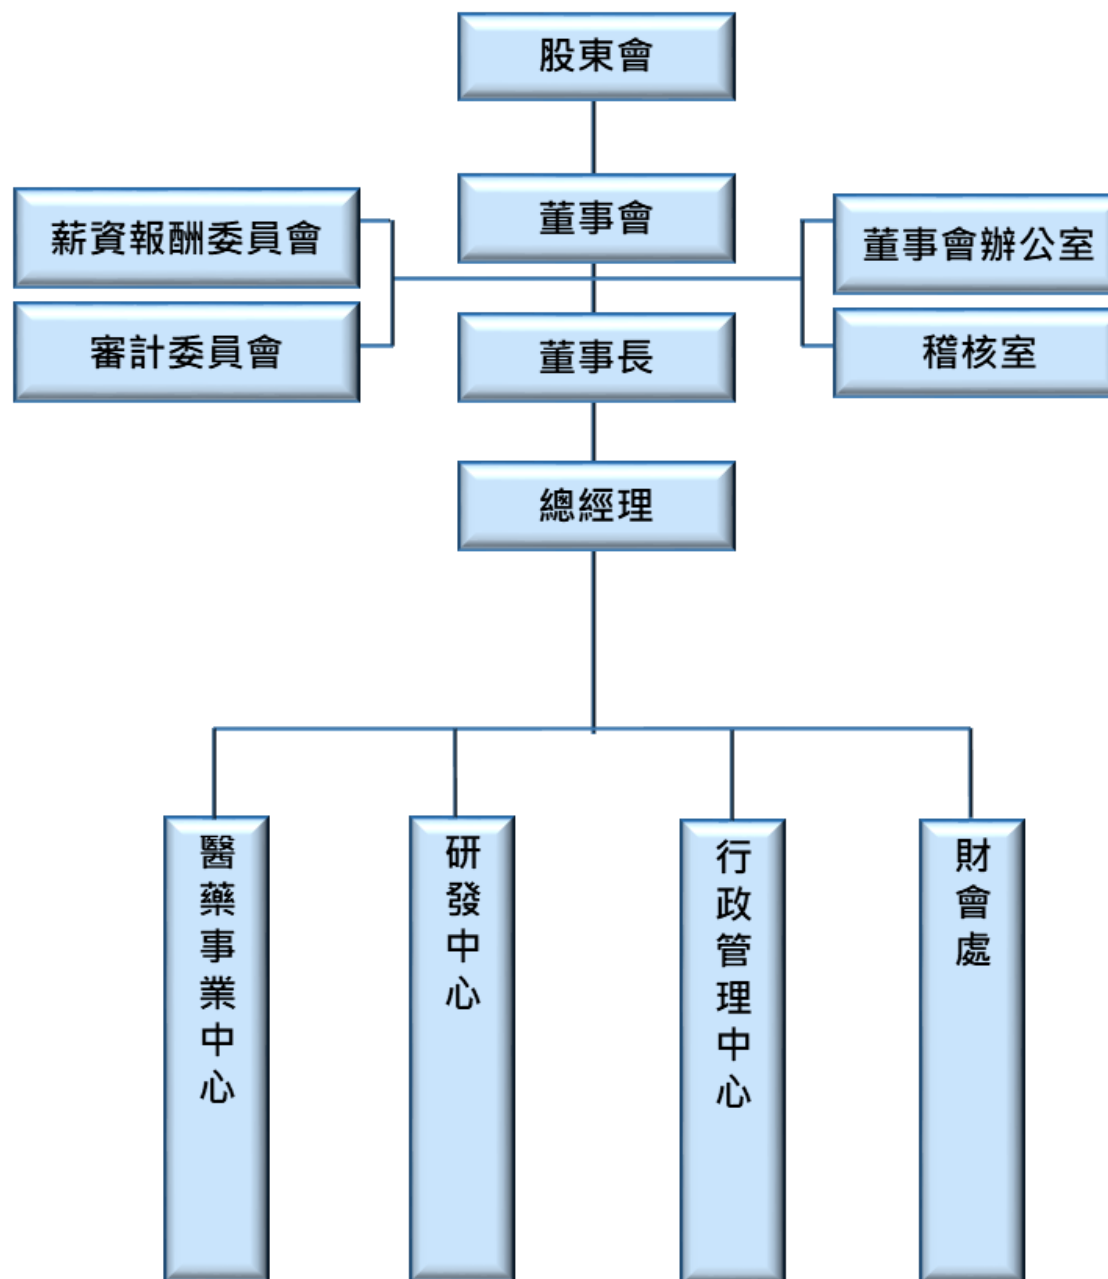 股東會
董事會
薪資報酬委員會
董事會辦公室
審計委員會
董事長
稽核室
總經理
醫藥事業中心
研發中心
行政管理中心
財會處